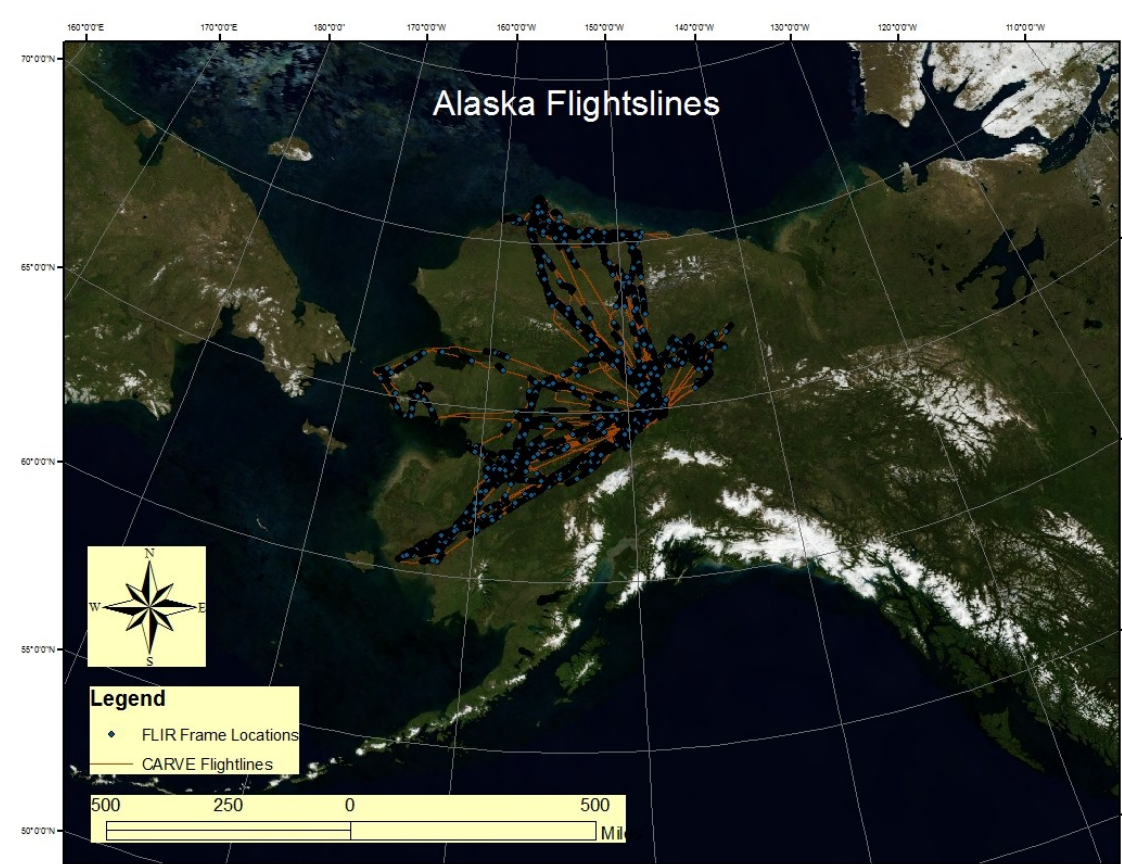 160°0'0"E 170°0'0"E 180°0'0" 170°0'0"W 160°0'0"W 150°0'0"W 140°0'0"W 130°0'0"W 120°0'0"W 110°0'0"W
70°0'0"N
Alaska Flightslines
65°0'0"N
60°0'0"N
N
W E
S
55°0'0"N
Legend
FLIR Frame Locations
CARVE Flightlines
500 250 0 500
Miles
50°0'0"N